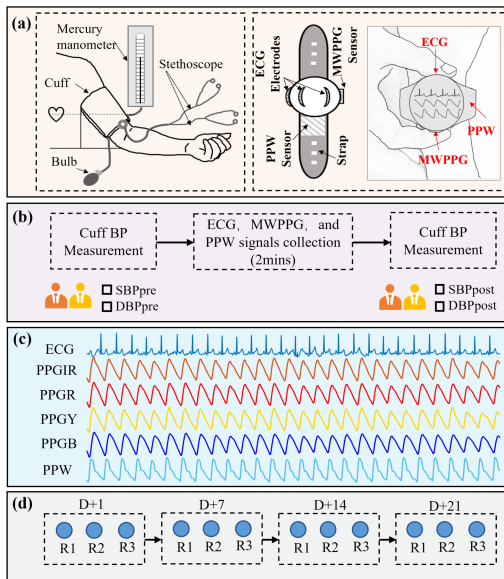 (a)
Mercury
manometer
Cuff
Stethoscope
Bulb
ECG
Electrodes
MWPPG
Sensor
PPW
Sensor
Strap
ECG
PPW
MWPPG
(b)
Cuff BP
Measurement
ECG, MWPPG, and
PPW signals collection
(2mins)
Cuff BP
Measurement
SBPpre
DBPpre
SBPpost
DBPpost
(c)
ECG
PPGIR
PPGR
PPGY
PPGB
PPW
(d)
D+1
D+7
D+14
D+21
R1 R2 R3
R1 R2 R3
R1 R2 R3
R1 R2 R3